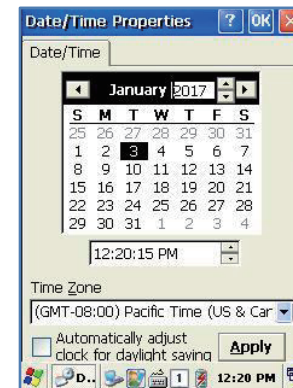 Date/Time Properties ? OK
Date/Time
January 2017
S M T W T F S
25 26 27 28 29 30 31
1 2 3 4 5 6 7
8 9 10 11 12 13 14
15 16 17 18 19 20 21
22 23 24 25 26 27 28
29 30 31 1 2 3 4
12:20:15 PM
Time Zone
(GMT-08:00) Pacific Time (US & Car
Automatically adjust
clock for daylight saving
Apply
D.. 1 12:20 PM